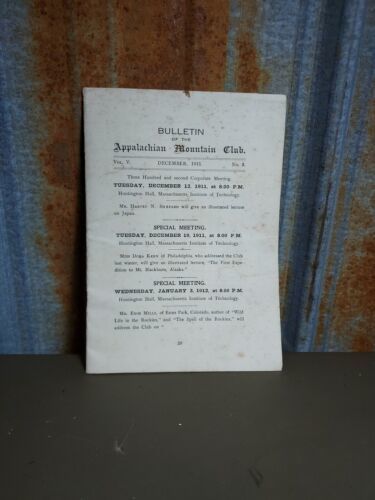 BULLETIN
OF THE
Appalachian Mountain Club.
Vol. V. DECEMBER, 1911 No. 3.
Three Hundred and second Corporate Meeting.
TUESDAY, DECEMBER 12, 1911, at 8.00 P.M.
Huntington Hall, Massachusetts Institute of Technology.
Mr. Harvey N. Shepard will give an illustrated lecture
on Japan.
SPECIAL MEETING.
TUESDAY, DECEMBER 19, 1911, at 8.00 P.M.
Huntington Hall, Massachusetts Institute of Technology.
Miss Dora Keen of Philadelphia, who addressed the Club
last winter, will give an illustrated lecture, "The First Expe-
dition to Mt. Blackburn, Alaska."
SPECIAL MEETING.
WEDNESDAY, JANUARY 3, 1912, at 8.00 P.M.
Huntington Hall, Massachusetts Institute of Technology.
Mr. Enos Mills, of Estes Park, Colorado, author of "Wild
Life in the Rockies," and "The Spell of the Rockies," will
address the Club on "